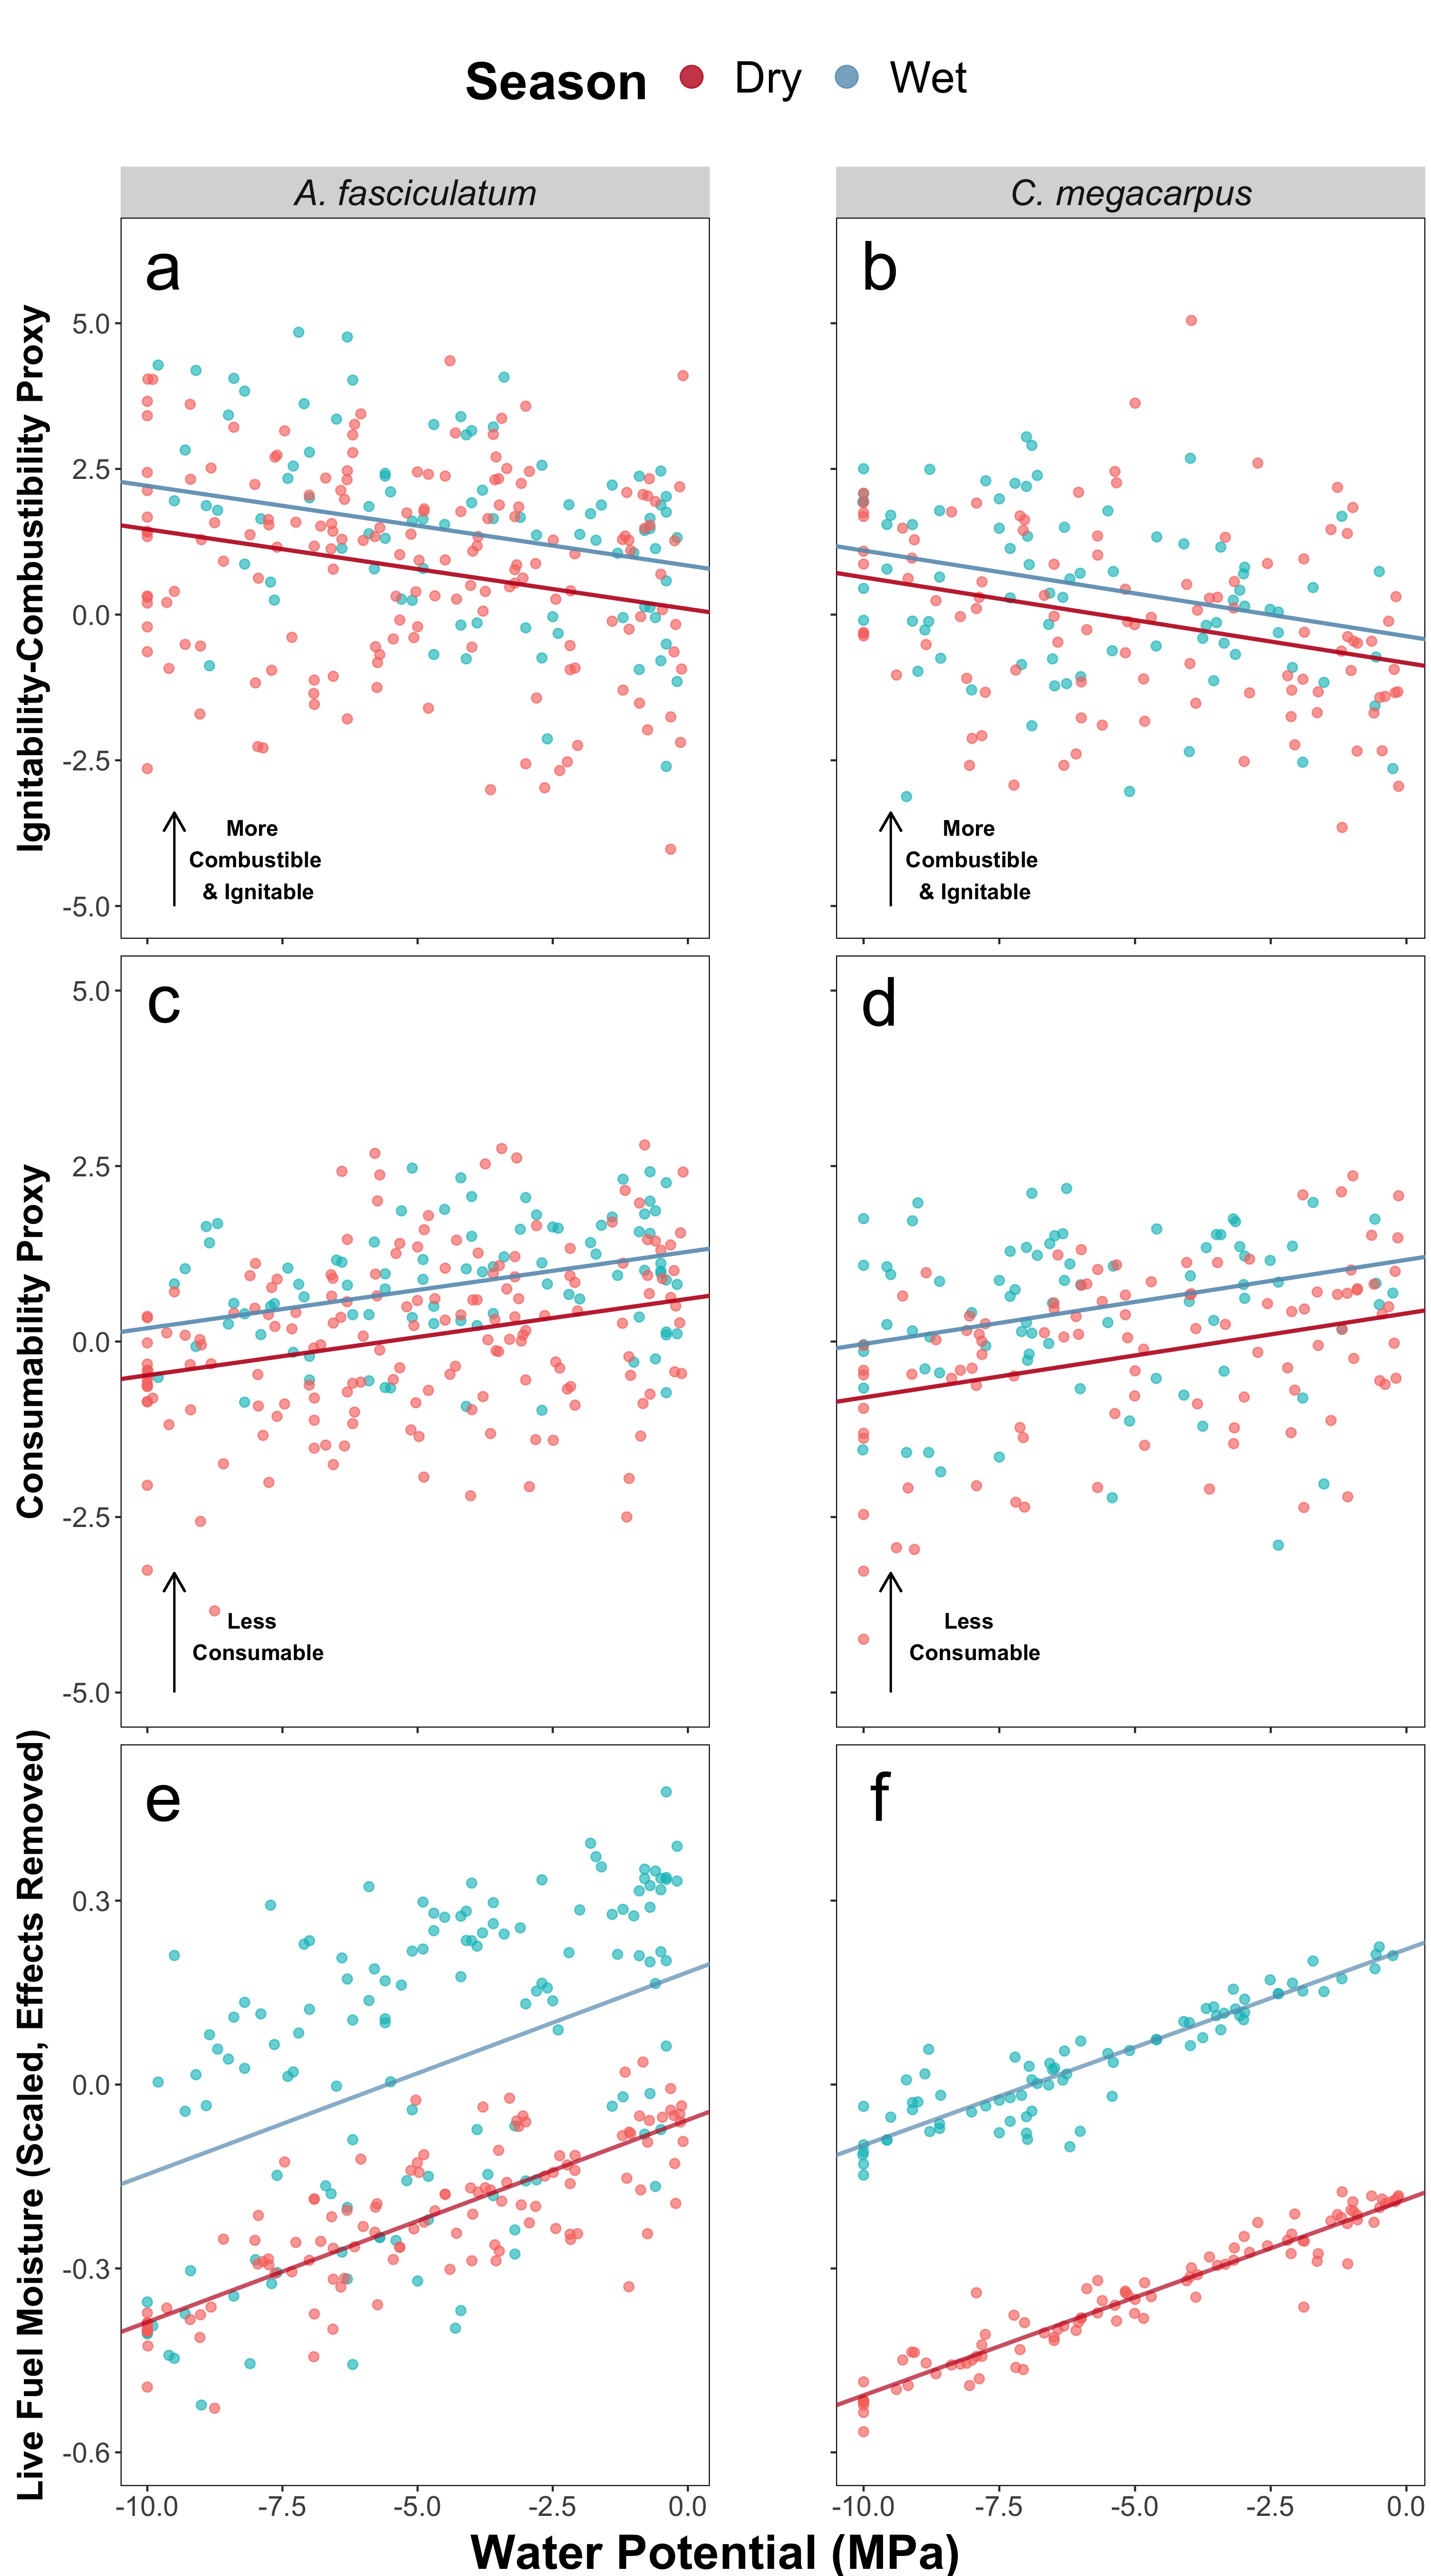 Season Dry Wet
A. fasciculatum
C. megacarpus
Ignitability-Combustibility Proxy
a
5.0
2.5
0.0
-2.5
-5.0
More
Combustible
& Ignitable
b
More
Combustible
& Ignitable
Consumability Proxy
c
5.0
2.5
0.0
-2.5
-5.0
Less
Consumable
d
Less
Consumable
Live Fuel Moisture (Scaled, Effects Removed)
e
0.3
0.0
-0.3
-0.6
f
-10.0 -7.5 -5.0 -2.5 0.0
-10.0 -7.5 -5.0 -2.5 0.0
Water Potential (MPa)